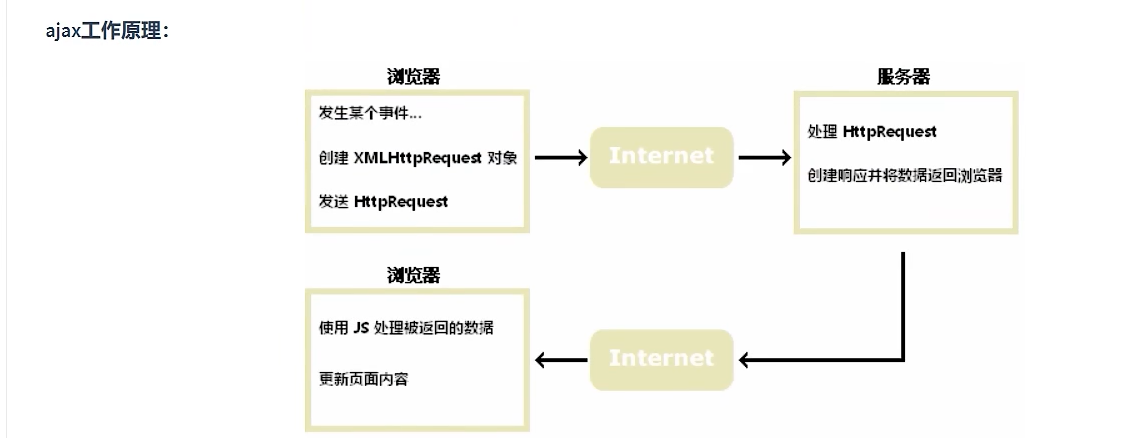 ajax工作原理：
浏览器
发生某个事件...
创建 XMLHttpRequest 对象
发送 HttpRequest
Internet
服务器
处理 HttpRequest
创建响应并将数据返回浏览器
浏览器
使用 JS 处理被返回的数据
更新页面内容
Internet